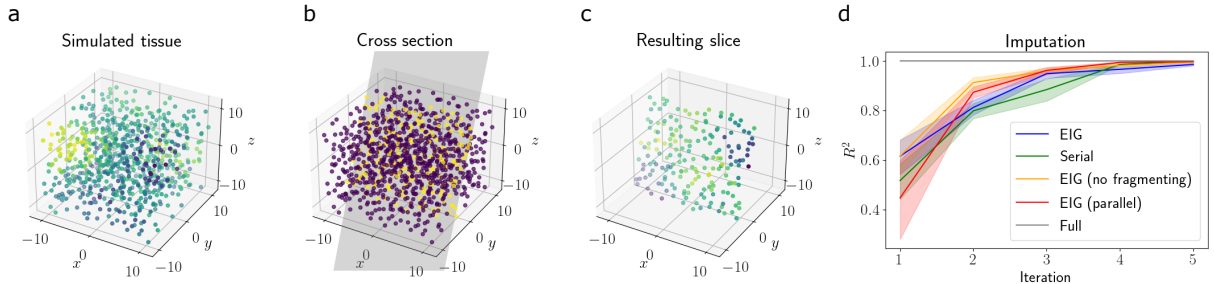 a
Simulated tissue
10
0
−10
z
−10
0
10
x
−10
0
10
y
b
Cross section
10
0
−10
z
−10
0
10
x
−10
0
10
y
c
Resulting slice
10
0
−10
z
−10
0
10
x
−10
0
10
y
d
Imputation
1.0
0.8
0.6
0.4
R²
EIG
Serial
EIG (no fragmenting)
EIG (parallel)
Full
1 2 3 4 5
Iteration